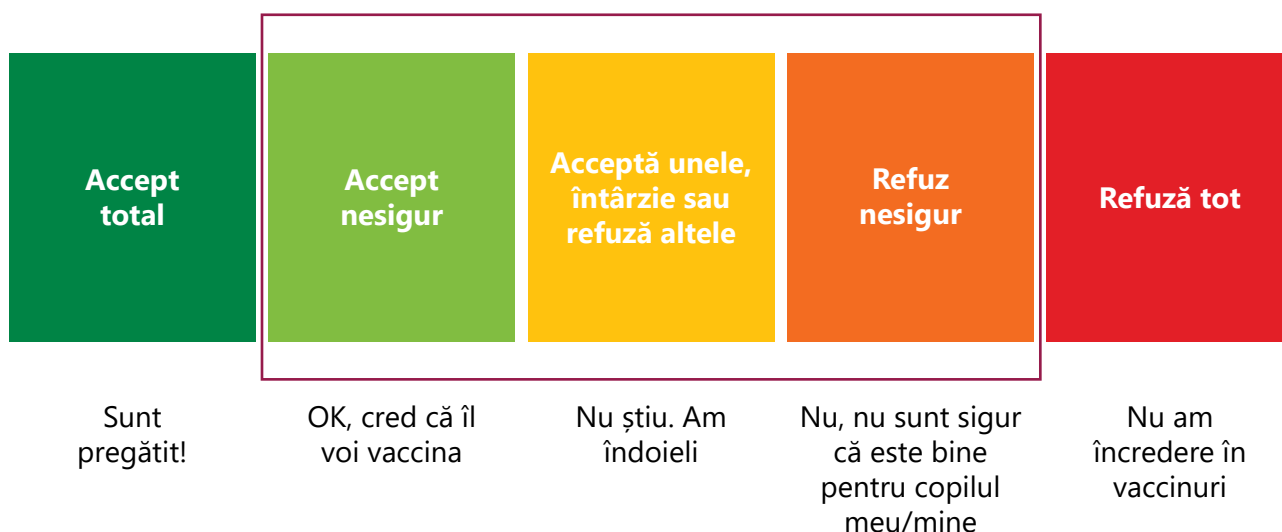 Accept
total
Accept
nesigur
Acceptă unele,
întârzie sau
refuză altele
Refuz
nesigur
Refuză tot
Sunt
pregătit!
OK, cred că îl
voi vaccina
Nu știu. Am
îndoieli
Nu, nu sunt sigur
că este bine
pentru copilul
meu/mine
Nu am
încredere în
vaccinuri